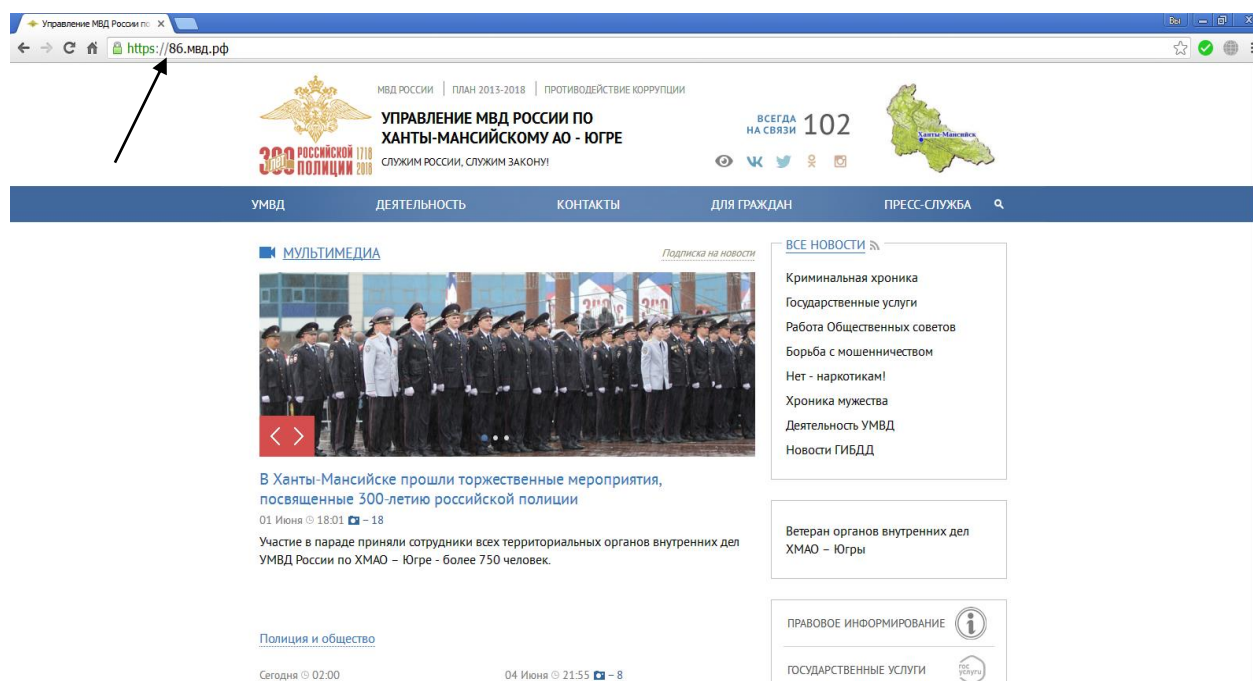 Управление МВД России по
Вы
https://86.мвд.рф
МВД РОССИИ
ПЛАН 2013-2018
ПРОТИВОДЕЙСТВИЕ КОРРУПЦИИ
УПРАВЛЕНИЕ МВД РОССИИ ПО
ХАНТЫ-МАНСИЙСКОМУ АО - ЮГРЕ
СЛУЖИМ РОССИИ, СЛУЖИМ ЗАКОНУ!
300 РОССИЙСКОЙ 1718
ЛЕТ ПОЛИЦИИ 2018
ВСЕГДА
НА СВЯЗИ 102
Ханты-Мансийск
УМВД
ДЕЯТЕЛЬНОСТЬ
КОНТАКТЫ
ДЛЯ ГРАЖДАН
ПРЕСС-СЛУЖБА
МУЛЬТИМЕДИА
Подписка на новости
В Ханты-Мансийске прошли торжественные мероприятия,
посвященные 300-летию российской полиции
01 Июня 18:01 – 18
Участие в параде приняли сотрудники всех территориальных органов внутренних дел
УМВД России по ХМАО – Югре - более 750 человек.
Полиция и общество
Сегодня 02:00
04 Июня 21:55 – 8
ВСЕ НОВОСТИ
Криминальная хроника
Государственные услуги
Работа Общественных советов
Борьба с мошенничеством
Нет - наркотикам!
Хроника мужества
Деятельность УМВД
Новости ГИБДД
Ветеран органов внутренних дел
ХМАО – Югры
ПРАВОВОЕ ИНФОРМИРОВАНИЕ
ГОСУДАРСТВЕННЫЕ УСЛУГИ
гос
услуги